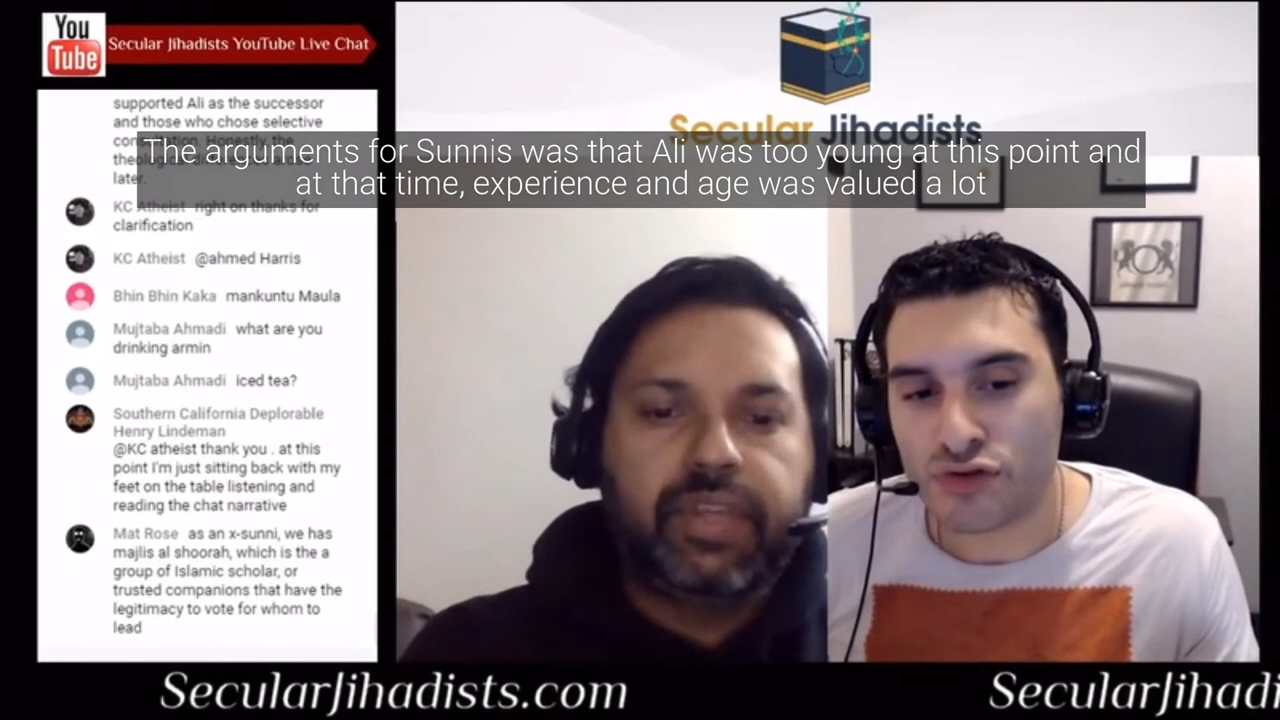 You
Tube
Secular Jihadists YouTube Live Chat
supported Ali as the successor
and those who chose selective
Honestly the
later.
KC Atheist right on thanks for
clarification
KC Atheist @ahmed Harris
Bhin Bhin Kaka mankuntu Maula
Mujtaba Ahmadi what are you
drinking armin
Mujtaba Ahmadi iced tea?
Southern California Deplorable
Henry Lindeman
@KC atheist thank you . at this
point I'm just sitting back with my
feet on the table listening and
reading the chat narrative
Mat Rose as an x-sunni, we has
majlis al shoorah, which is the a
group of Islamic scholar, or
trusted companions that have the
legitimacy to vote for whom to
lead
Secular Jihadists
The arguments for Sunnis was that Ali was too young at this point and
at that time, experience and age was valued a lot
SecularJihadists.com
SecularJihadi